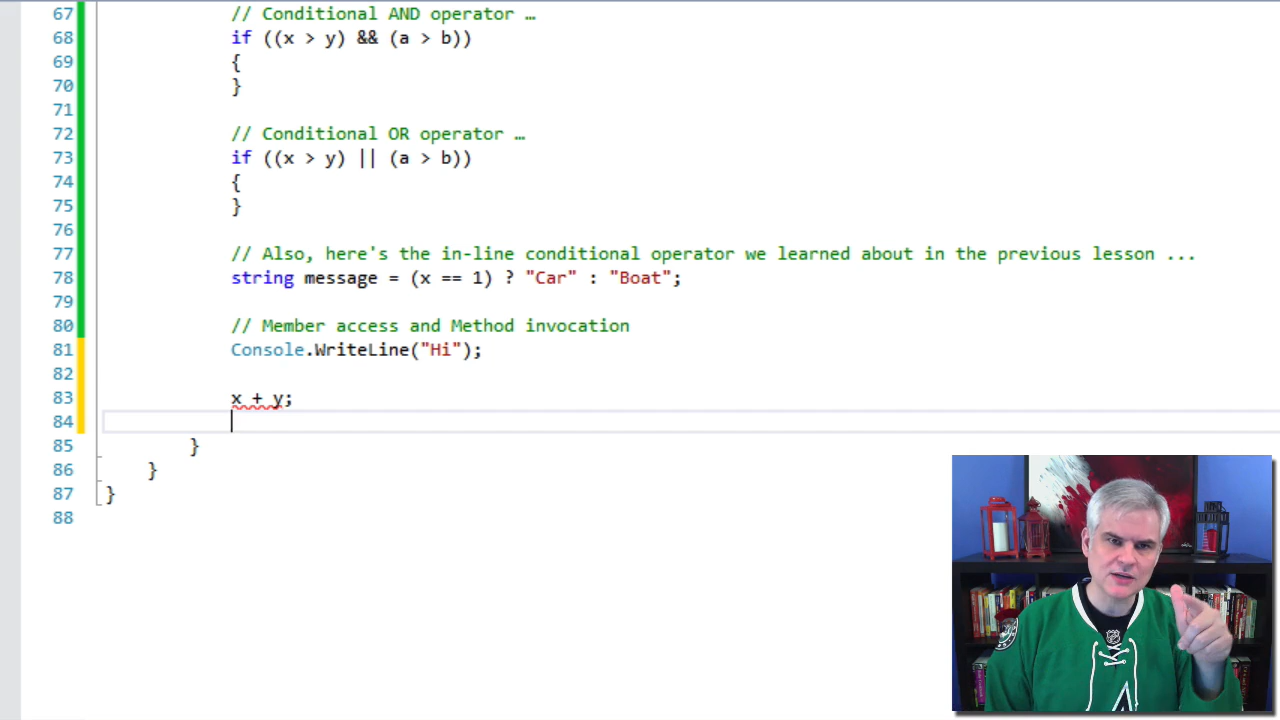 67 // Conditional AND operator …
68 if ((x > y) && (a > b))
69 {
70 }
71
72 // Conditional OR operator …
73 if ((x > y) || (a > b))
74 {
75 }
76
77 // Also, here's the in-line conditional operator we learned about in the previous lesson ...
78 string message = (x == 1) ? "Car" : "Boat";
79
80 // Member access and Method invocation
81 Console.WriteLine("Hi");
82
83 x + y;
84
85 }
86 }
87 }
88